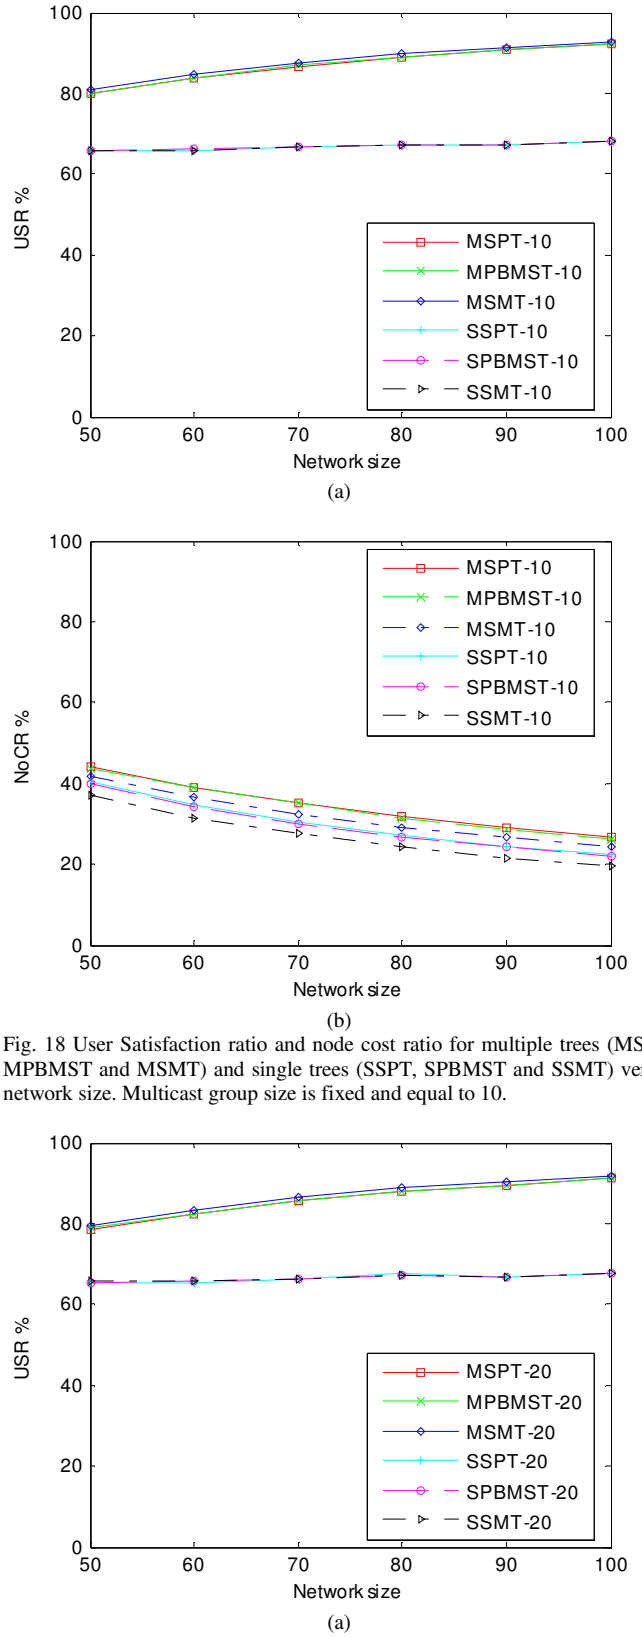 100
80
60
40
20
0
USR %
MSPT-10
MPBMST-10
MSMT-10
SSPT-10
SPBMST-10
SSMT-10
50 60 70 80 90 100
Network size
(a)
100
80
60
40
20
0
NoCR %
MSPT-10
MPBMST-10
MSMT-10
SSPT-10
SPBMST-10
SSMT-10
50 60 70 80 90 100
Network size
(b)
Fig. 18 User Satisfaction ratio and node cost ratio for multiple trees (MS
MPBMST and MSMT) and single trees (SSPT, SPBMST and SSMT) ve
network size. Multicast group size is fixed and equal to 10.
100
80
60
40
20
0
USR %
MSPT-20
MPBMST-20
MSMT-20
SSPT-20
SPBMST-20
SSMT-20
50 60 70 80 90 100
Network size
(a)